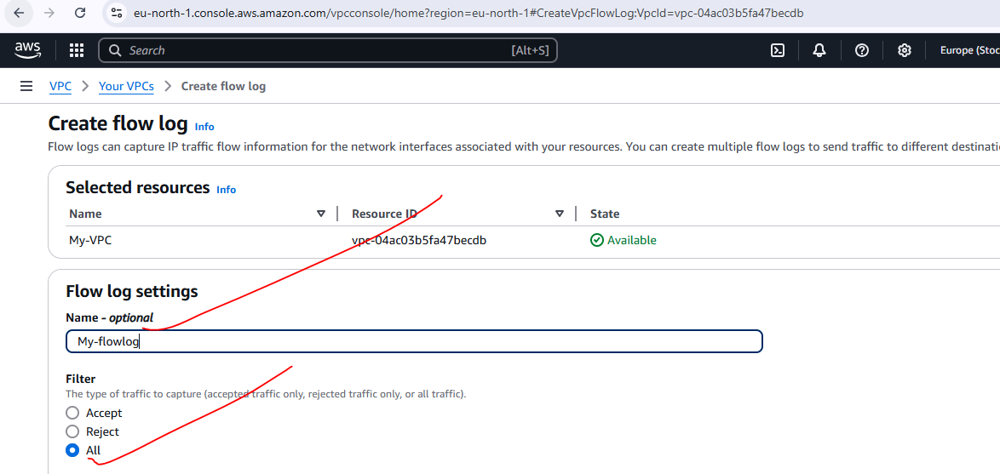 eu-north-1.console.aws.amazon.com/vpcconsole/home?region=eu-north-1#CreateVpcFlowLog:VpcId=vpc-04ac03b5fa47becdb
aws Search [Alt+S] Europe (Stoc
VPC > Your VPCs > Create flow log
Create flow log Info
Flow logs can capture IP traffic flow information for the network interfaces associated with your resources. You can create multiple flow logs to send traffic to different destinati
Selected resources Info
Name Resource ID State
My-VPC vpc-04ac03b5fa47becdb Available
Flow log settings
Name - optional
My-flowlog
Filter
The type of traffic to capture (accepted traffic only, rejected traffic only, or all traffic).
Accept
Reject
All